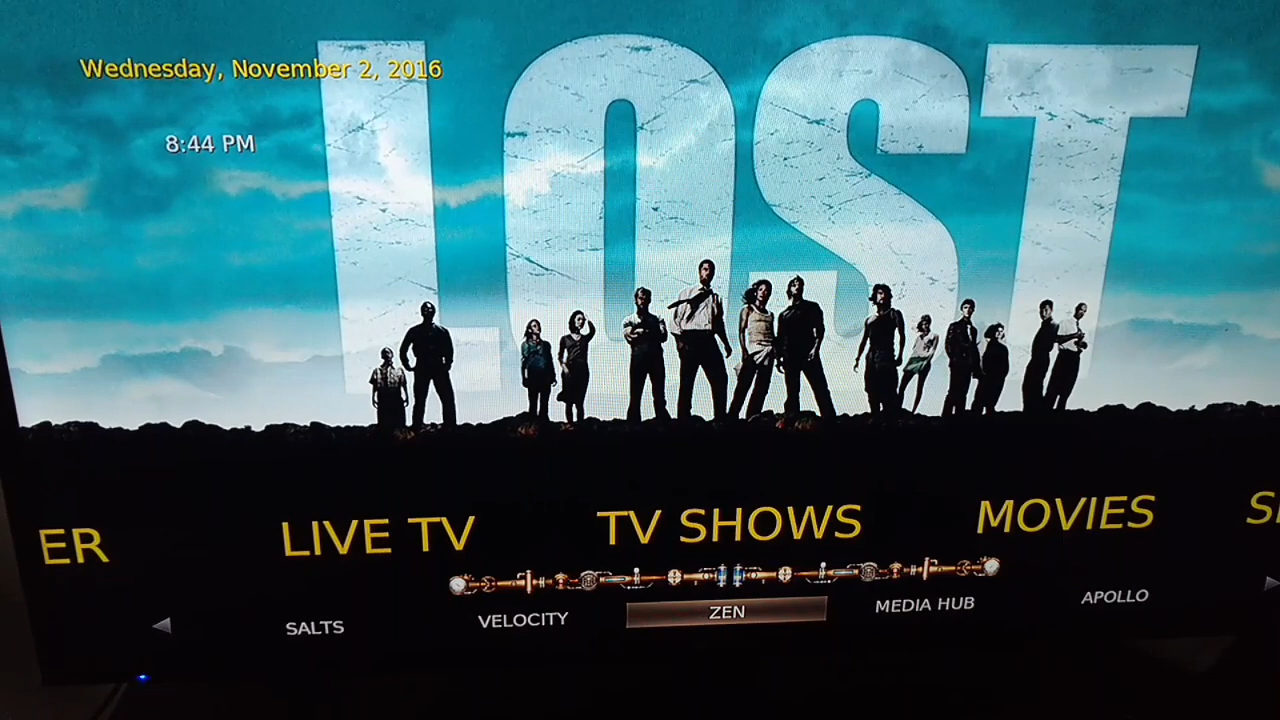 LOST
Wednesday, November 2, 2016
8:44 PM
ER LIVE TV TV SHOWS MOVIES
SALTS VELOCITY ZEN MEDIA HUB APOLLO